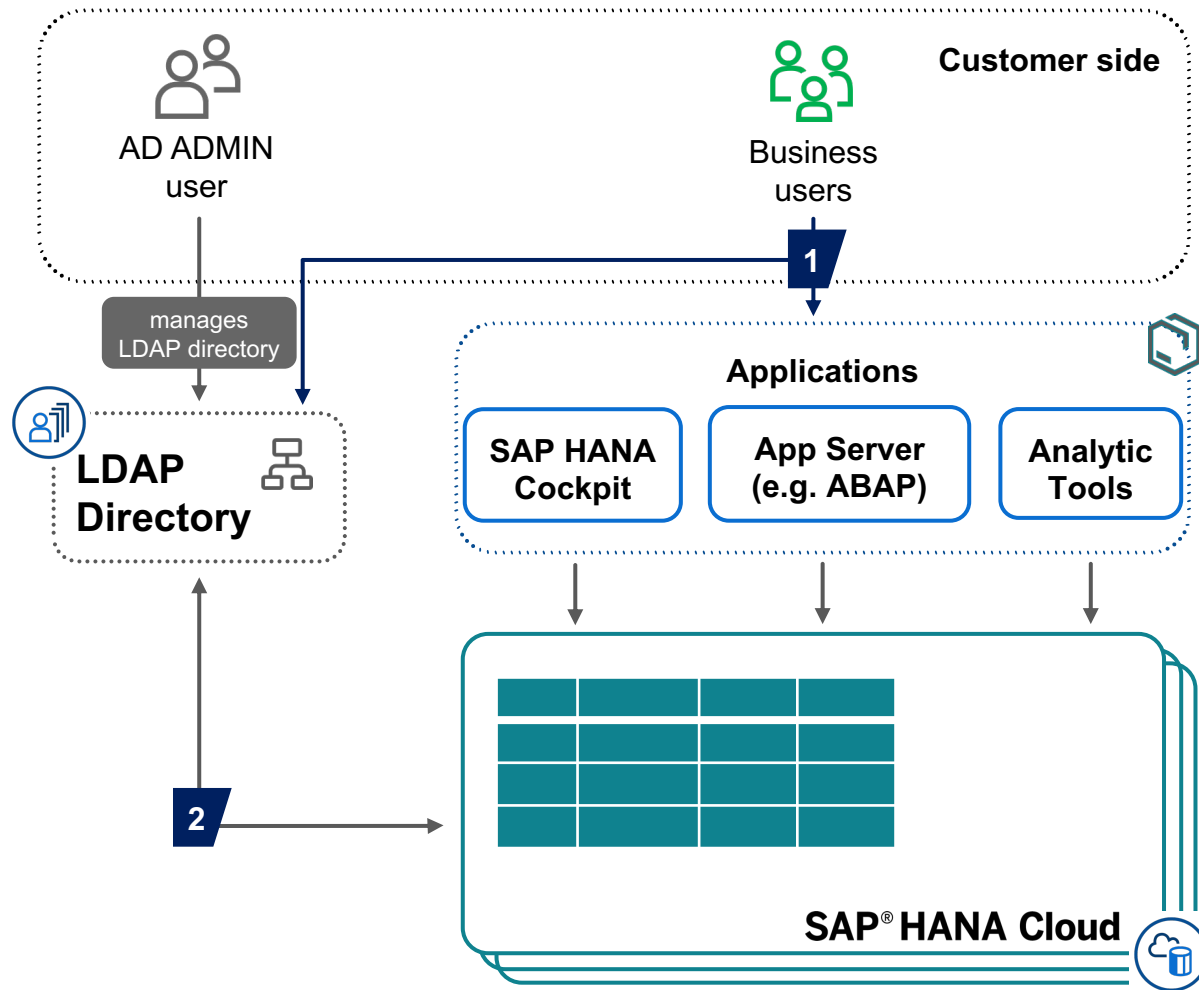 Customer side
AD ADMIN
user
Business
users
1
manages
LDAP directory
Applications
LDAP
Directory
SAP HANA
Cockpit
App Server
(e.g. ABAP)
Analytic
Tools
2
SAP® HANA Cloud